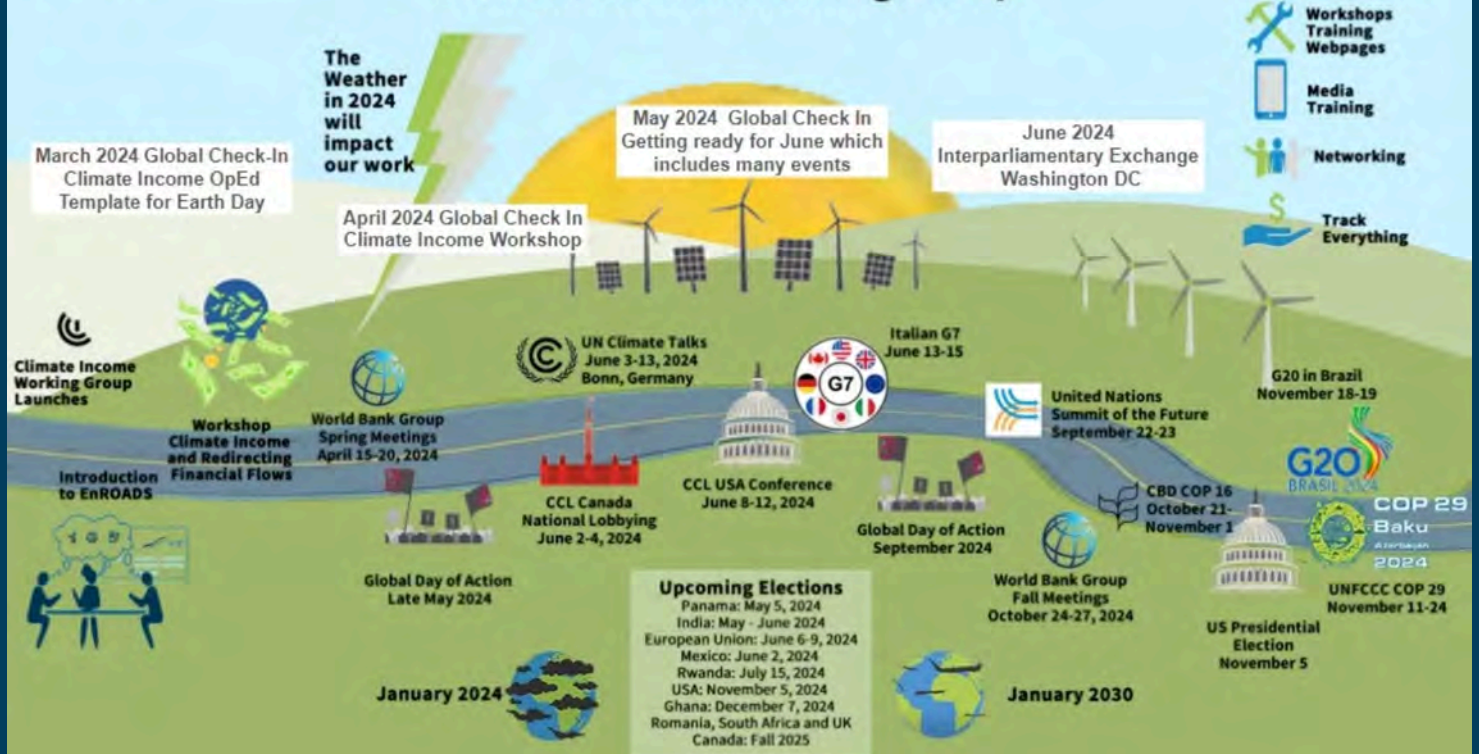 The
Weather
in 2024
will
impact
our work
Workshops
Training
Webpages
Media
Training
Networking
Track
Everything
March 2024 Global Check-In
Climate Income OpEd
Template for Earth Day
April 2024 Global Check In
Climate Income Workshop
May 2024 Global Check In
Getting ready for June which
includes many events
June 2024
Interparliamentary Exchange
Washington DC
Climate Income
Working Group
Launches
Workshop
Climate Income
and Redirecting
Financial Flows
Introduction
to EnROADS
World Bank Group
Spring Meetings
April 15-20, 2024
Global Day of Action
Late May 2024
UN Climate Talks
June 3-13, 2024
Bonn, Germany
CCL Canada
National Lobbying
June 2-4, 2024
CCL USA Conference
June 8-12, 2024
G7
Italian G7
June 13-15
Global Day of Action
September 2024
United Nations
Summit of the Future
September 22-23
World Bank Group
Fall Meetings
October 24-27, 2024
CBD COP 16
October 21-
November 1
US Presidential
Election
November 5
G20 in Brazil
November 18-19
G20
BRASIL 2024
COP 29
Baku
Azerbaijan
2024
UNFCCC COP 29
November 11-24
Upcoming Elections
Panama: May 5, 2024
India: May - June 2024
European Union: June 6-9, 2024
Mexico: June 2, 2024
Rwanda: July 15, 2024
USA: November 5, 2024
Ghana: December 7, 2024
Romania, South Africa and UK
Canada: Fall 2025
January 2024
January 2030